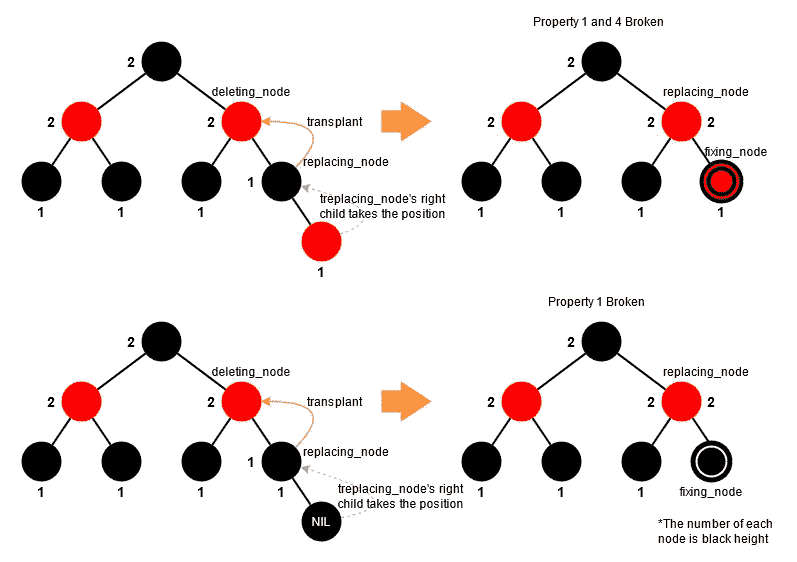 Property 1 and 4 Broken
2
deleting_node
2
2
transplant
replacing_node
1
treplacing_node's right
child takes the position
1
1
1
1
2
replacing_node
2
2
2
fixing_node
1
1
1
1
Property 1 Broken
2
deleting_node
2
2
transplant
replacing_node
1
treplacing_node's right
child takes the position
1
1
1
1
NIL
2
replacing_node
2
2
2
1
1
1
fixing_node
*The number of each
node is black height